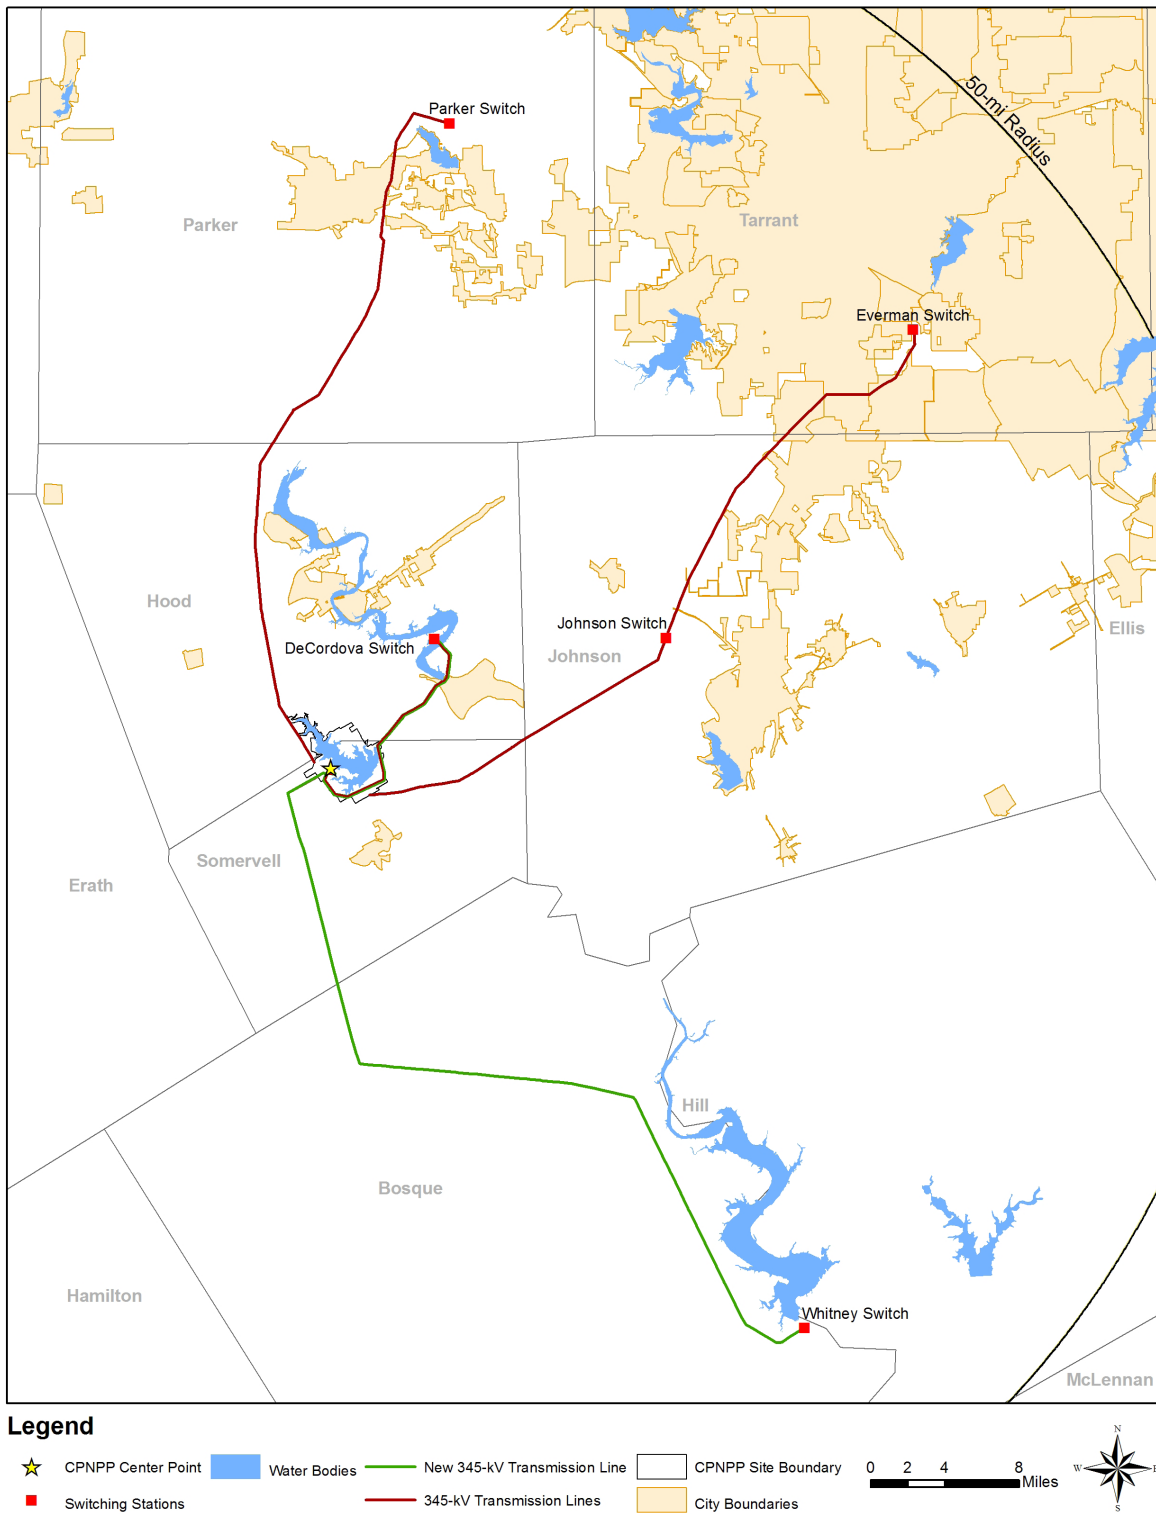 Parker Switch
50-mi Radius
Parker
Tarrant
Everman Switch
Hood
Johnson Switch
DeCordova Switch
Johnson
Ellis
Somervell
Erath
Hill
Bosque
Hamilton
Whitney Switch
McLennan
Legend
CPNPP Center Point
Water Bodies
New 345-kV Transmission Line
CPNPP Site Boundary
0 2 4 8
Miles
Switching Stations
345-kV Transmission Lines
City Boundaries
N
W
E
S